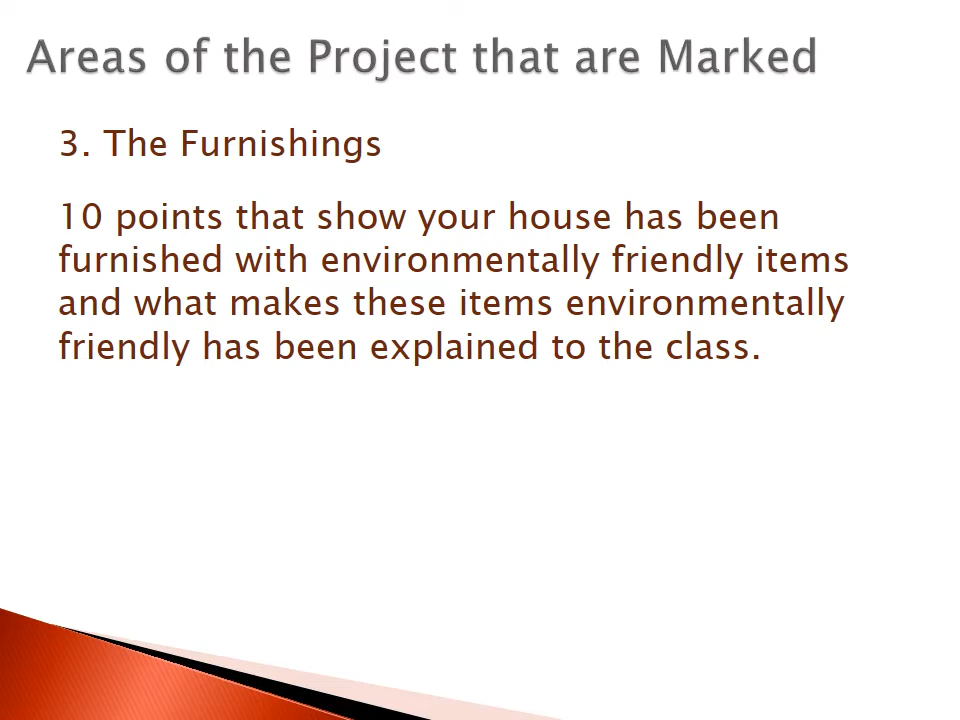 Areas of the Project that are Marked
3. The Furnishings
10 points that show your house has been
furnished with environmentally friendly items
and what makes these items environmentally
friendly has been explained to the class.